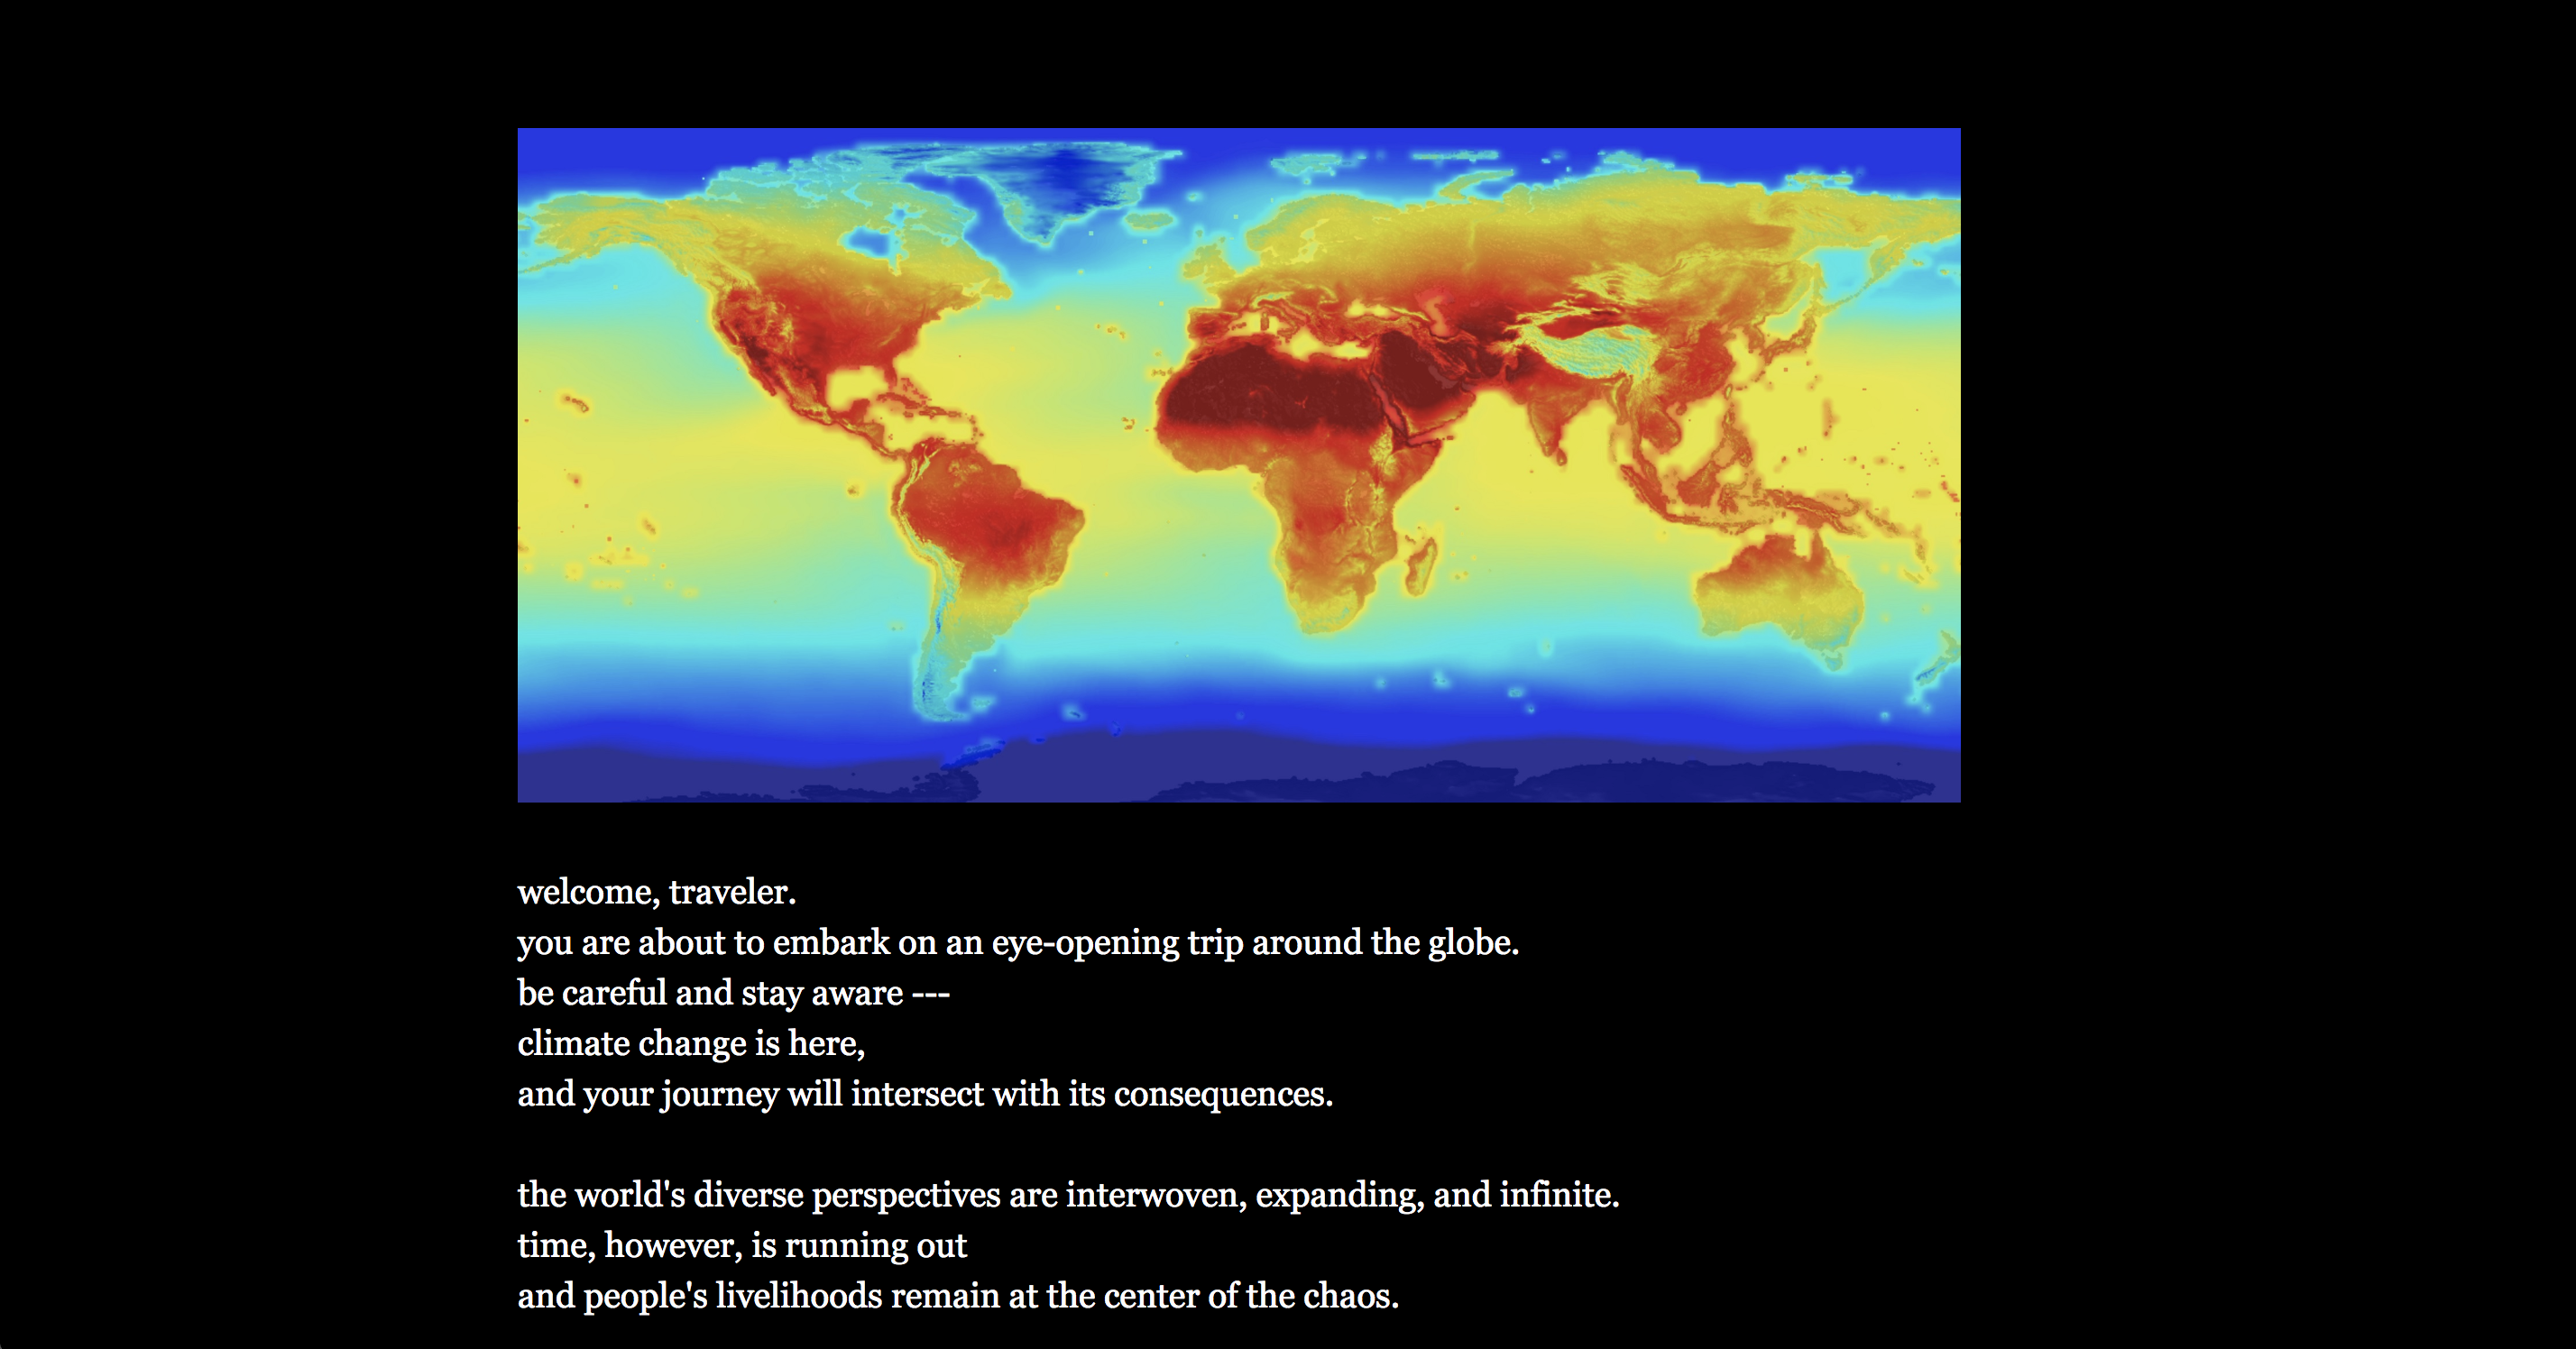 welcome, traveler.
you are about to embark on an eye-opening trip around the globe.
be careful and stay aware ---
climate change is here,
and your journey will intersect with its consequences.
the world's diverse perspectives are interwoven, expanding, and infinite.
time, however, is running out
and people's livelihoods remain at the center of the chaos.